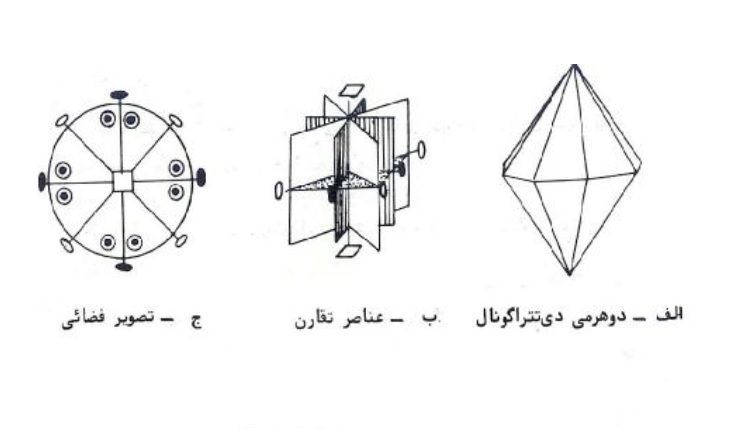 الف – دوهرمی دی‌تتراگونال
ب – عناصر تقارن
ج – تصویر فضائی